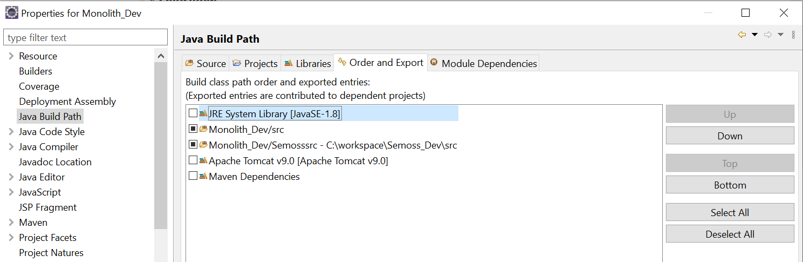 Properties for Monolith_Dev
type filter text
Resource
Builders
Coverage
Deployment Assembly
Java Build Path
Java Code Style
Java Compiler
Javadoc Location
Java Editor
JavaScript
JSP Fragment
Maven
Project Facets
Project Natures
Java Build Path
Source Projects Libraries Order and Export Module Dependencies
Build class path order and exported entries:
(Exported entries are contributed to dependent projects)
JRE System Library [JavaSE-1.8]
Monolith_Dev/src
Monolith_Dev/Semosssrc - C:\workspace\Semoss_Dev\src
Apache Tomcat v9.0 [Apache Tomcat v9.0]
Maven Dependencies
Up
Down
Top
Bottom
Select All
Deselect All